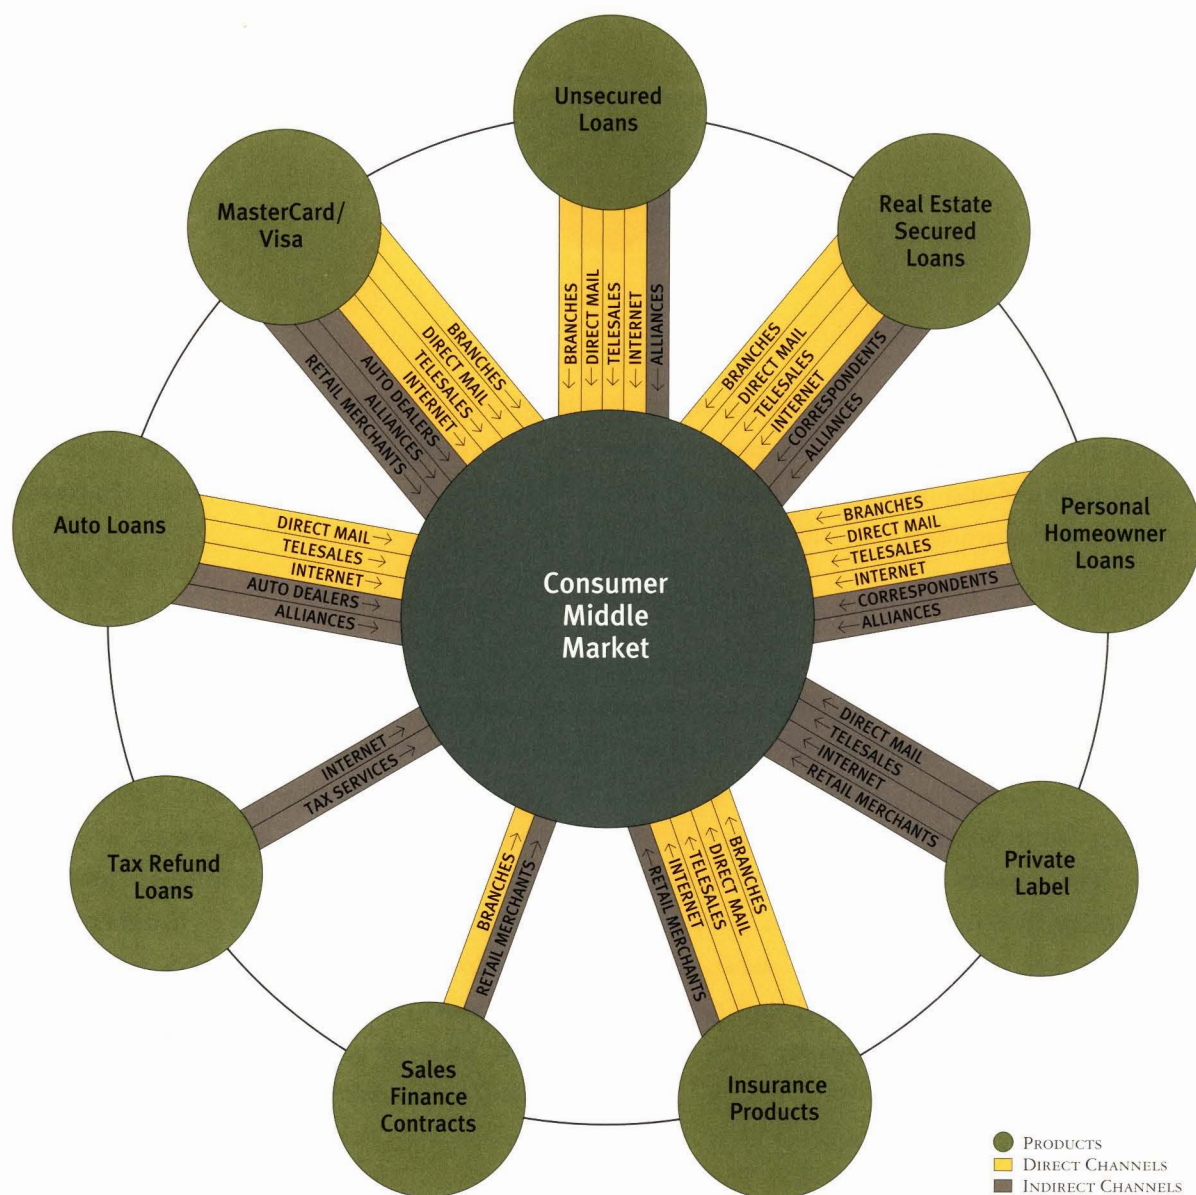 Unsecured
Loans
MasterCard/
Visa
Real Estate
Secured
Loans
BRANCHES
DIRECT MAIL
TELESALES
INTERNET
ALLIANCES
BRANCHES
DIRECT MAIL
TELESALES
INTERNET
AUTO DEALERS
ALLIANCES
RETAIL MERCHANTS
BRANCHES
DIRECT MAIL
TELESALES
INTERNET
CORRESPONDENTS
ALLIANCES
Auto Loans
DIRECT MAIL
TELESALES
INTERNET
AUTO DEALERS
ALLIANCES
Consumer
Middle
Market
BRANCHES
DIRECT MAIL
TELESALES
INTERNET
CORRESPONDENTS
ALLIANCES
Personal
Homeowner
Loans
INTERNET
TAX SERVICES
Tax Refund
Loans
DIRECT MAIL
TELESALES
INTERNET
RETAIL MERCHANTS
Private
Label
BRANCHES
RETAIL MERCHANTS
Sales
Finance
Contracts
BRANCHES
DIRECT MAIL
TELESALES
INTERNET
RETAIL MERCHANTS
Insurance
Products
PRODUCTS
DIRECT CHANNELS
INDIRECT CHANNELS